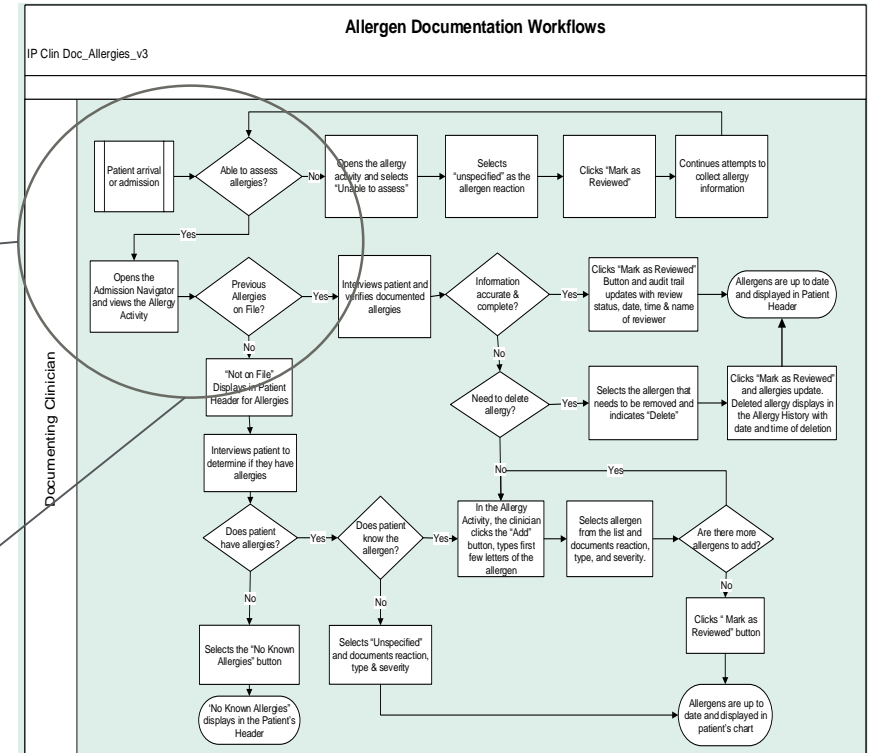 Allergen Documentation Workflows
IP Clin Doc_Allergies_v3
Documenting Clinician
Patient arrival
or admission
Able to assess
allergies?
No
Opens the allergy
activity and selects
"Unable to assess"
Selects
"unspecified" as the
allergen reaction
Clicks "Mark as
Reviewed"
Continues attempts to
collect allergy
information
Yes
Opens the
Admission Navigator
and views the Allergy
Activity
Previous
Allergies
on File?
Yes
Interviews patient and
verifies documented
allergies
Information
accurate &
complete?
Yes
Clicks "Mark as Reviewed"
Button and audit trail
updates with review
status, date, time & name
of reviewer
Allergens are up to date
and displayed in Patient
Header
No
No
"Not on File"
Displays in Patient
Header for Allergies
Need to delete
allergy?
Yes
Selects the allergen that
needs to be removed and
indicates "Delete"
Clicks "Mark as Reviewed"
and allergies update.
Deleted allergy displays in
the Allergy History with
date and time of deletion
Interviews patient to
determine if they have
allergies
No
Yes
Does patient
have allergies?
Yes
Does patient
know the
allergen?
Yes
In the Allergy
Activity, the clinician
clicks the "Add"
button, types first
few letters of the
allergen
Selects allergen
from the list and
documents reaction,
type, and severity.
Are there more
allergens to add?
No
No
No
Selects the "No Known
Allergies" button
Selects "Unspecified"
and documents reaction,
type & severity
Clicks " Mark as
Reviewed" button
'No Known Allergies"
displays in the Patient's
Header
Allergens are up to
date and displayed in
patient's chart